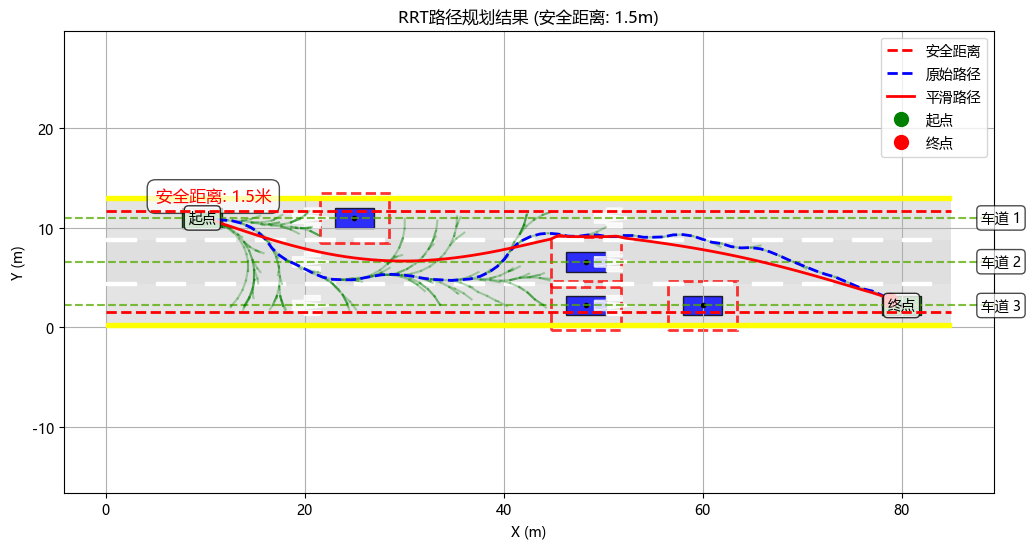 RRT路径规划结果 (安全距离: 1.5m)
安全距离
原始路径
平滑路径
起点
终点
安全距离: 1.5米
起点
终点
车道 1
车道 2
车道 3
Y (m)
20
10
0
-10
0
20
40
60
80
X (m)